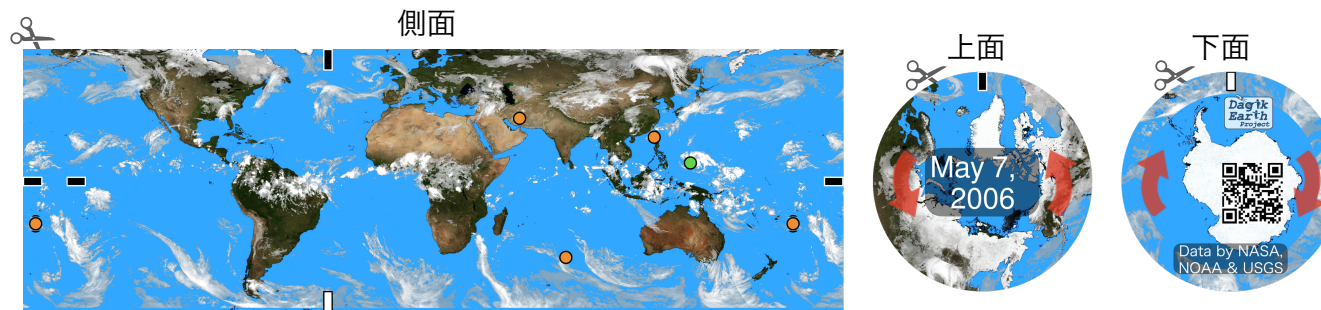 側面
上面
下面
May 7,
2006
Dagik
Earth
Project
Data by NASA,
NOAA & USGS